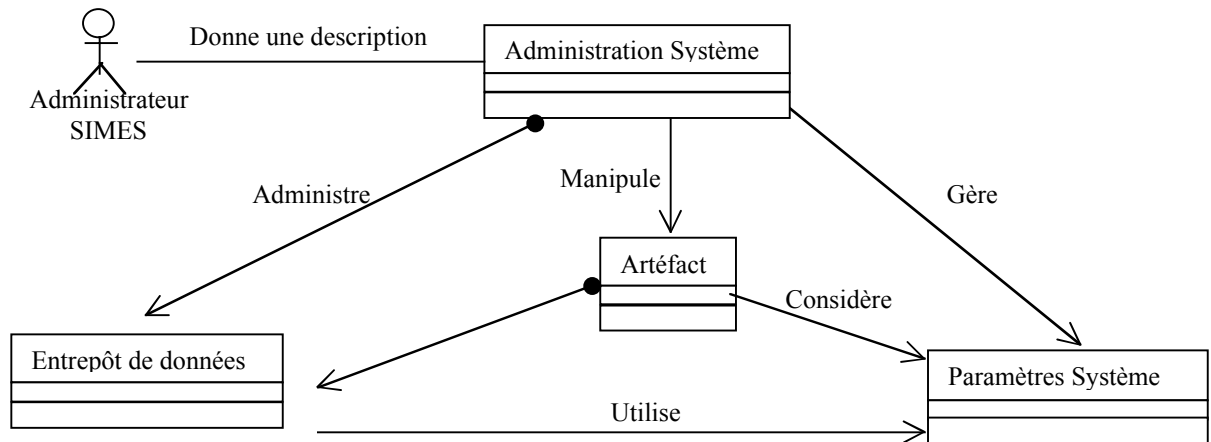 Donne une description
Administration Système
Administrateur
SIMES
Administre
Manipule
Gère
Artéfact
Considère
Entrepôt de données
Paramètres Système
Utilise